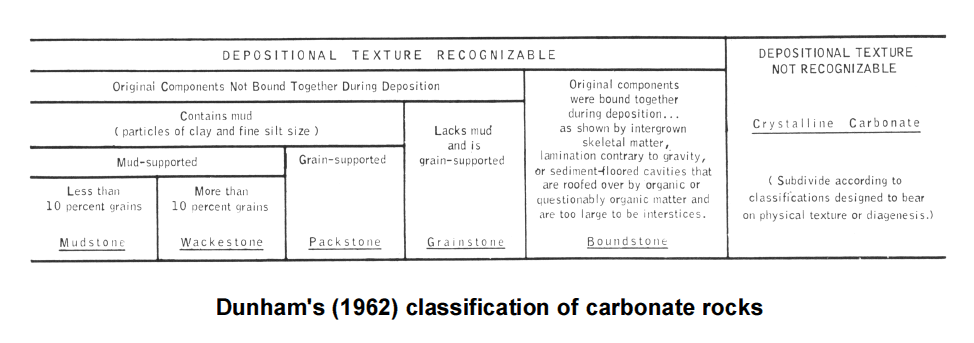 DEPOSITIONAL TEXTURE RECOGNIZABLE
Original Components Not Bound Together During Deposition
Contains mud
(particles of clay and fine silt size)
Mud-supported
Less than
10 percent grains
Mudstone
More than
10 percent grains
Wackestone
Grain-supported
Packstone
Lacks mud
and is
grain-supported
Grainstone
Original components
were bound together
during deposition...
as shown by intergrown
skeletal matter,
lamination contrary to gravity,
or sediment-floored cavities that
are roofed over by organic or
questionably organic matter and
are too large to be interstices.
Boundstone
DEPOSITIONAL TEXTURE
NOT RECOGNIZABLE
Crystalline Carbonate
(Subdivide according to
classifications designed to bear
on physical texture or diagenesis.)
Dunham's (1962) classification of carbonate rocks